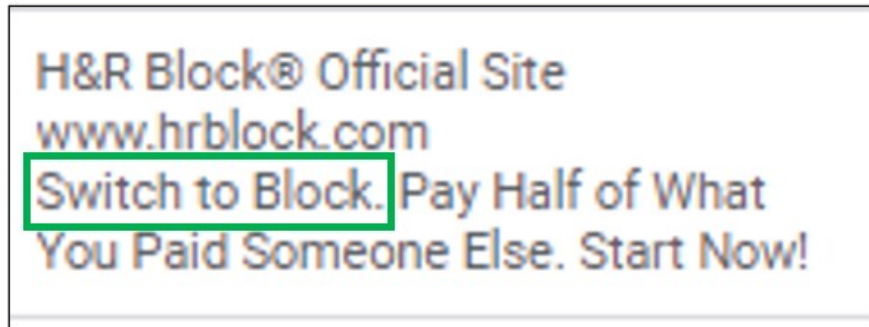 H&R Block® Official Site
www.hrblock.com
Switch to Block. Pay Half of What
You Paid Someone Else. Start Now!